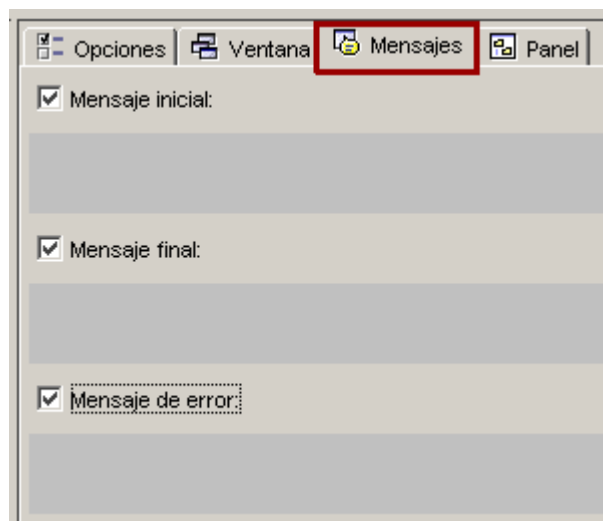 Opciones Ventana Mensajes Panel
Mensaje inicial:
Mensaje final:
Mensaje de error: